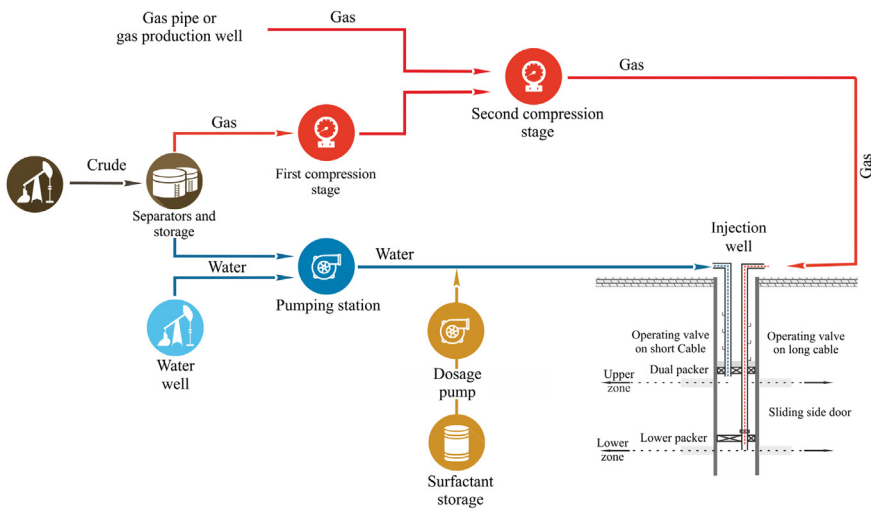 Gas pipe or
gas production well
Gas
Gas
Second compression
stage
Gas
First compression
stage
Crude
Separators and
storage
Gas
Injection
well
Water
Water
Pumping station
Water
well
Dosage
pump
Surfactant
storage
Operating valve
on short Cable
Operating valve
on long cable
Upper
zone
Dual packer
Sliding side door
Lower
zone
Lower packer